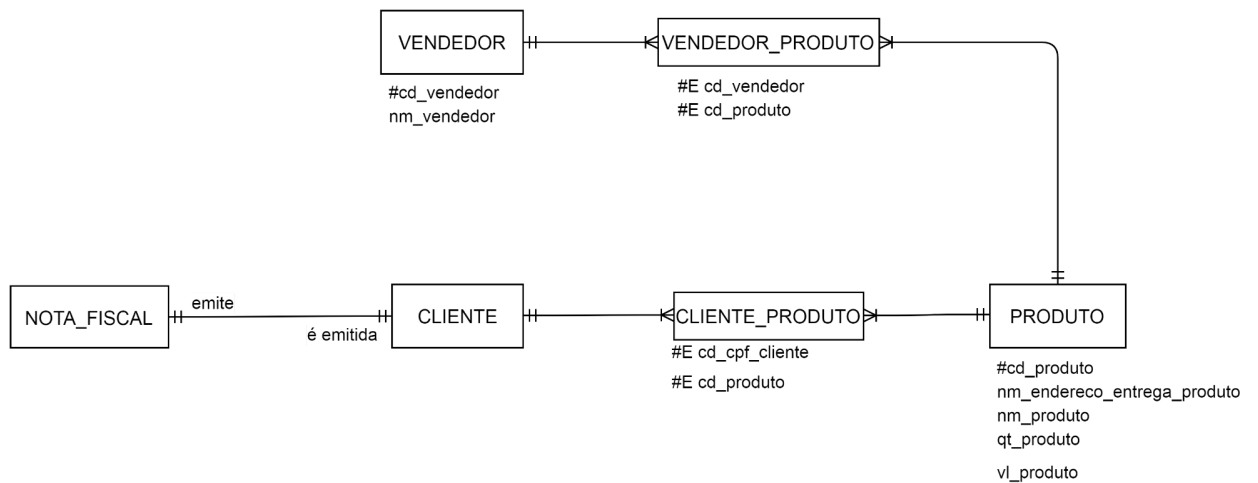 VENDEDOR
VENDEDOR_PRODUTO
#cd_vendedor
nm_vendedor
#E cd_vendedor
#E cd_produto
NOTA_FISCAL
emite
é emitida
CLIENTE
CLIENTE_PRODUTO
PRODUTO
#E cd_cpf_cliente
#E cd_produto
#cd_produto
nm_endereco_entrega_produto
nm_produto
qt_produto
vl_produto